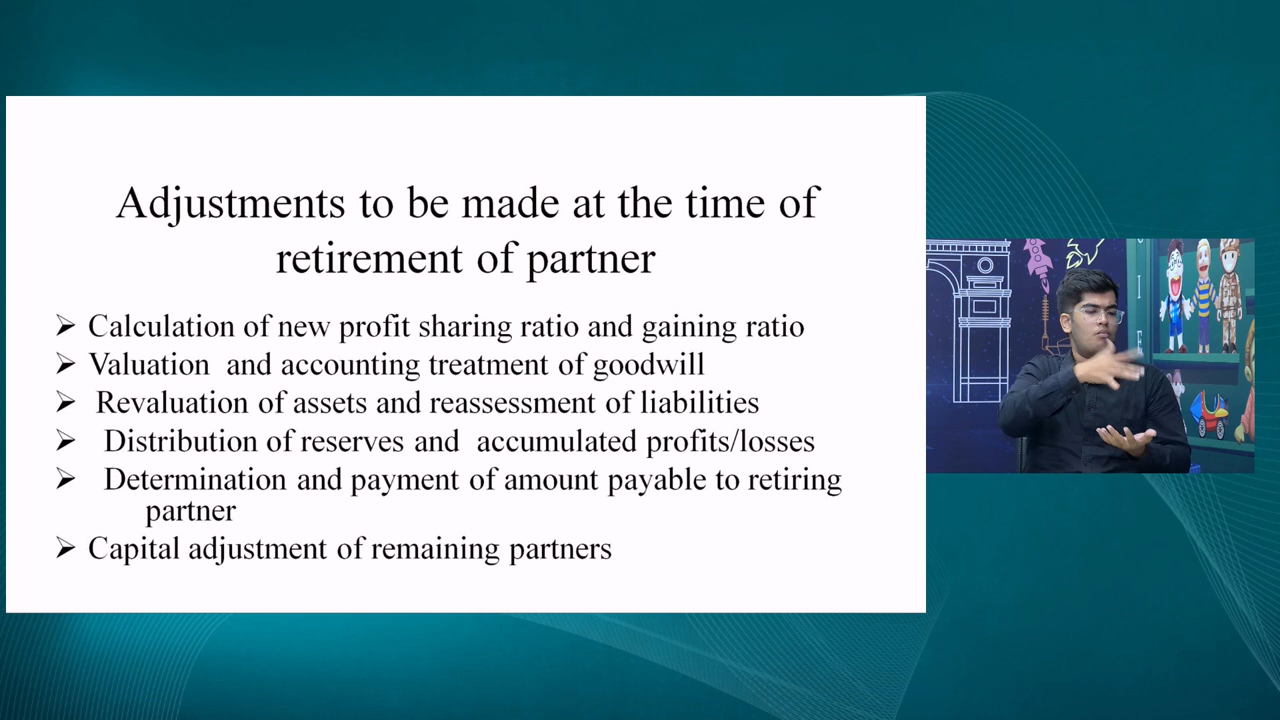 Adjustments to be made at the time of
retirement of partner
➢ Calculation of new profit sharing ratio and gaining ratio
➢ Valuation and accounting treatment of goodwill
➢ Revaluation of assets and reassessment of liabilities
➢ Distribution of reserves and accumulated profits/losses
➢ Determination and payment of amount payable to retiring
partner
➢ Capital adjustment of remaining partners